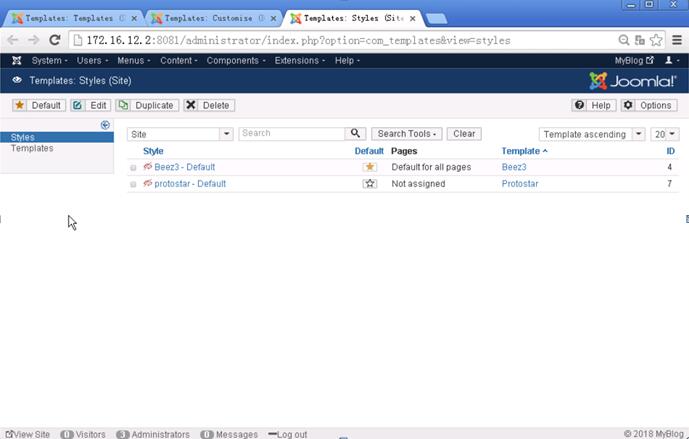 Templates: Templates (
Templates: Customise (
Templates: Styles (Sit
172.16.12.2:8081/administrator/index.php?option=com_templates&view=styles
System Users Menus Content Components Extensions Help MyBlog
Templates: Styles (Site) Joomla!
Default Edit Duplicate Delete Help Options
Styles
Templates
Site Search Search Tools Clear Template ascending 20
Style Default Pages Template ID
Beez3 - Default Default for all pages Beez3 4
protostar - Default Not assigned Protostar 7
View Site 0 Visitors 3 Administrators 0 Messages Log out © 2018 MyBlog